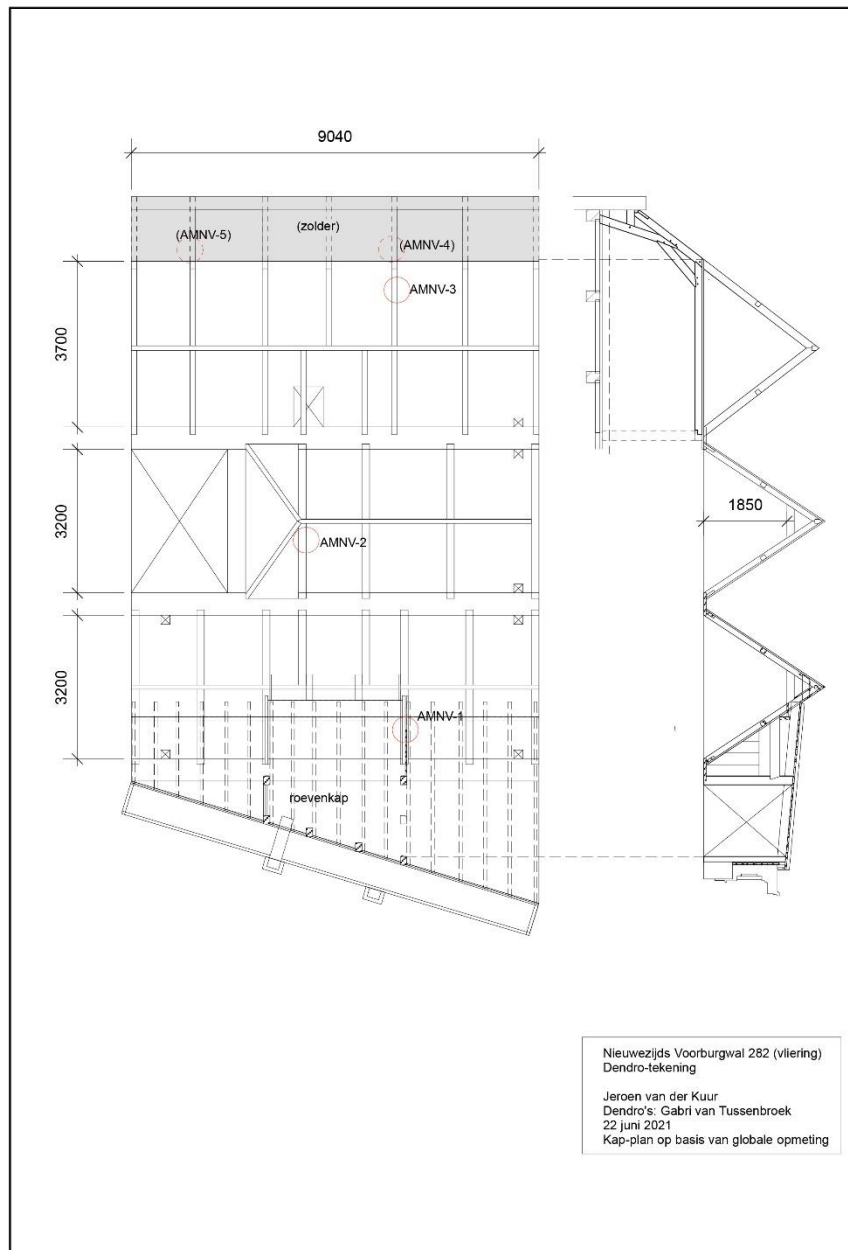 9040
(zolder)
(AMNV-5)
(AMNV-4)
AMNV-3
3700
3200
1850
AMNV-2
3200
AMNV-1
roevenkap
Nieuwezijds Voorburgwal 282 (vliering)
Dendro-tekening
Jeroen van der Kuur
Dendro's: Gabri van Tussenbroek
22 juni 2021
Kap-plan op basis van globale opmeting